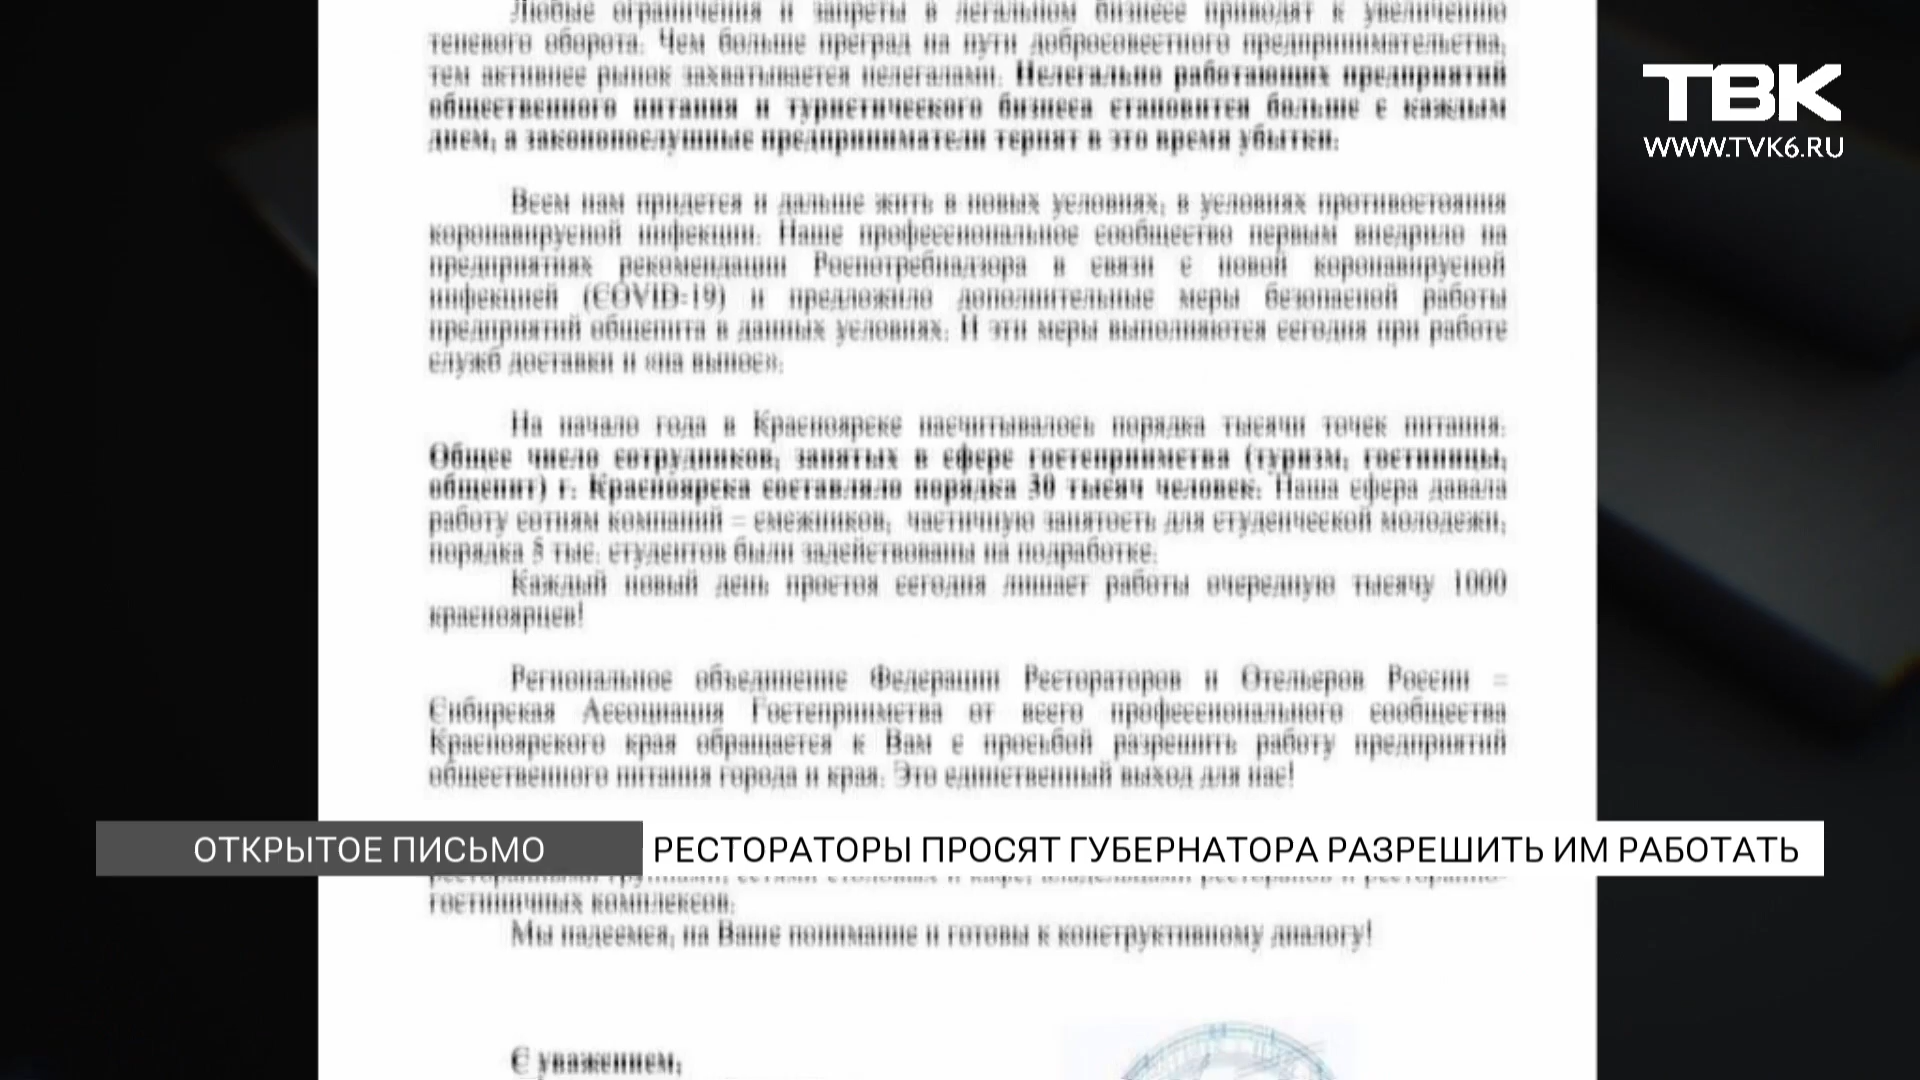 Любые ограничения и запреты в легальном бизнесе приводят к увеличению
теневого оборота. Чем больше преград на пути добросовестного предпринимательства,
тем активнее рынок захватывается нелегалами. Нелегально работающих предприятий
общественного питания и туристического бизнеса становится больше с каждым
днем, а законопослушные предприниматели терпят в это время убытки.
Всем нам придется и дальше жить в новых условиях, в условиях противостояния
коронавирусной инфекции. Наше профессиональное сообщество первым внедрило на
предприятиях рекомендации Роспотребнадзора в связи с новой коронавирусной
инфекцией (COVID-19) и предложило дополнительные меры безопасной работы
предприятий общепита в данных условиях. И эти меры выполняются сегодня при работе
служб доставки и «на вынос».
На начало года в Красноярске насчитывалось порядка тысячи точек питания.
Общее число сотрудников, занятых в сфере гостеприимства (туризм, гостиницы,
общепит) г. Красноярска составляло порядка 30 тысяч человек. Наша сфера давала
работу сотням компаний – смежников, частичную занятость для студенческой молодежи,
порядка 5 тыс. студентов были задействованы на подработке.
Каждый новый день простоя сегодня лишает работы очередную тысячу 1000
красноярцев!
Региональное объединение Федерации Рестораторов и Отельеров России –
Сибирская Ассоциация Гостеприимства от всего профессионального сообщества
Красноярского края обращается к Вам с просьбой разрешить работу предприятий
общественного питания города и края. Это единственный выход для нас!
ресторанными группами, сетями столовых и кафе, владельцами ресторанов и ресторанно-
гостиничных комплексов.
Мы надеемся, на Ваше понимание и готовы к конструктивному диалогу!
С уважением,
ТВК
WWW.TVK6.RU
ОТКРЫТОЕ ПИСЬМО
РЕСТОРАТОРЫ ПРОСЯТ ГУБЕРНАТОРА РАЗРЕШИТЬ ИМ РАБОТАТЬ